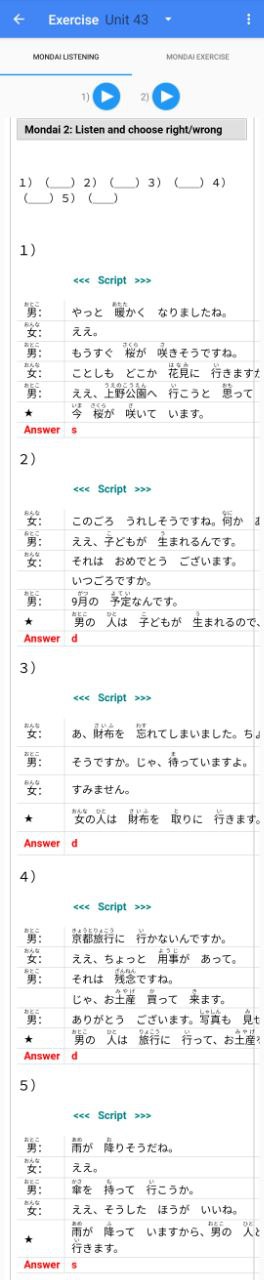 Exercise Unit 43
MONDAI LISTENING MONDAI EXERCISE
1) 2)
Mondai 2: Listen and choose right/wrong
1) (___) 2) (___) 3) (___) 4)
(___) 5) (___)
1)
<<< Script >>>
男: やっと 暖かく なりましたね。
女: ええ。
男: もうすぐ 桜が 咲きそうですね。
女: ことしも どこか 花見に 行きますか
男: ええ、上野公園へ 行こうと 思って
★ 今 桜が 咲いて います。
Answer s
2)
<<< Script >>>
女: このごろ うれしそうですね。何か あ
男: ええ、子どもが 生まれるんです。
女: それは おめでとう ございます。
いつごろですか。
男: 9月の 予定なんです。
★ 男の 人は 子どもが 生まれるので、
Answer d
3)
<<< Script >>>
女: あ、財布を 忘れてしまいました。ちょ
男: そうですか。じゃ、待っていますよ。
女: すみません。
★ 女の人は 財布を 取りに 行きます。
Answer d
4)
<<< Script >>>
男: 京都旅行に 行かないんですか。
女: ええ、ちょっと 用事が あって。
男: それは 残念ですね。
じゃ、お土産 買って 来ます。
男: ありがとう ございます。写真も 見せ
★ 男の 人は 旅行に 行って、お土産を
Answer d
5)
<<< Script >>>
男: 雨が 降りそうだね。
女: ええ。
男: 傘を 持って 行こうか。
女: ええ、そうした ほうが いいね。
★ 雨が 降って いますから、男の 人と
行きます。
Answer s